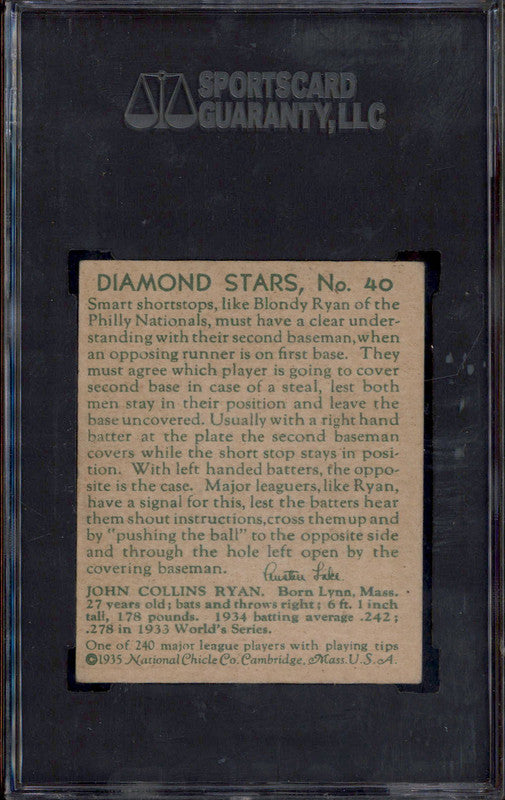 SPORTSCARD
GUARANTY, LLC
DIAMOND STARS, No. 40
Smart shortstops, like Blondy Ryan of the
Philly Nationals, must have a clear under-
standing with their second baseman, when
an opposing runner is on first base. They
must agree which player is going to cover
second base in case of a steal, lest both
men stay in their position and leave the
base uncovered. Usually with a right hand
batter at the plate the second baseman
covers while the short stop stays in posi-
tion. With left handed batters, the oppo-
site is the case. Major leaguers, like Ryan,
have a signal for this, lest the batters hear
them shout instructions, cross them up and
by "pushing the ball" to the opposite side
and through the hole left open by the
covering baseman. Austen Lake
JOHN COLLINS RYAN. Born Lynn, Mass.
27 years old; bats and throws right; 6 ft. 1 inch
tall, 178 pounds. 1934 batting average .242;
.278 in 1933 World's Series.
One of 240 major league players with playing tips
©1935 National Chicle Co. Cambridge, Mass. U.S.A.